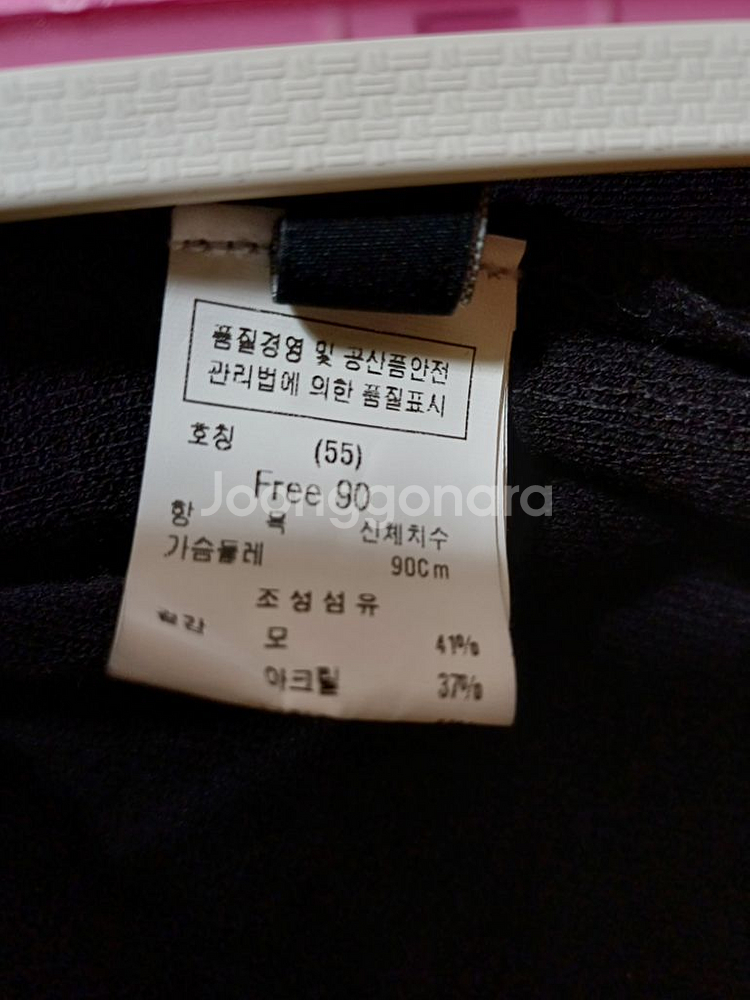 품질경영 및 공산품안전
관리법에 의한 품질표시
호칭 (55)
Free 90
Joonggonara
항 목 신체치수
가슴둘레 90Cm
조성섬유
겉감 모 41%
아크릴 37%